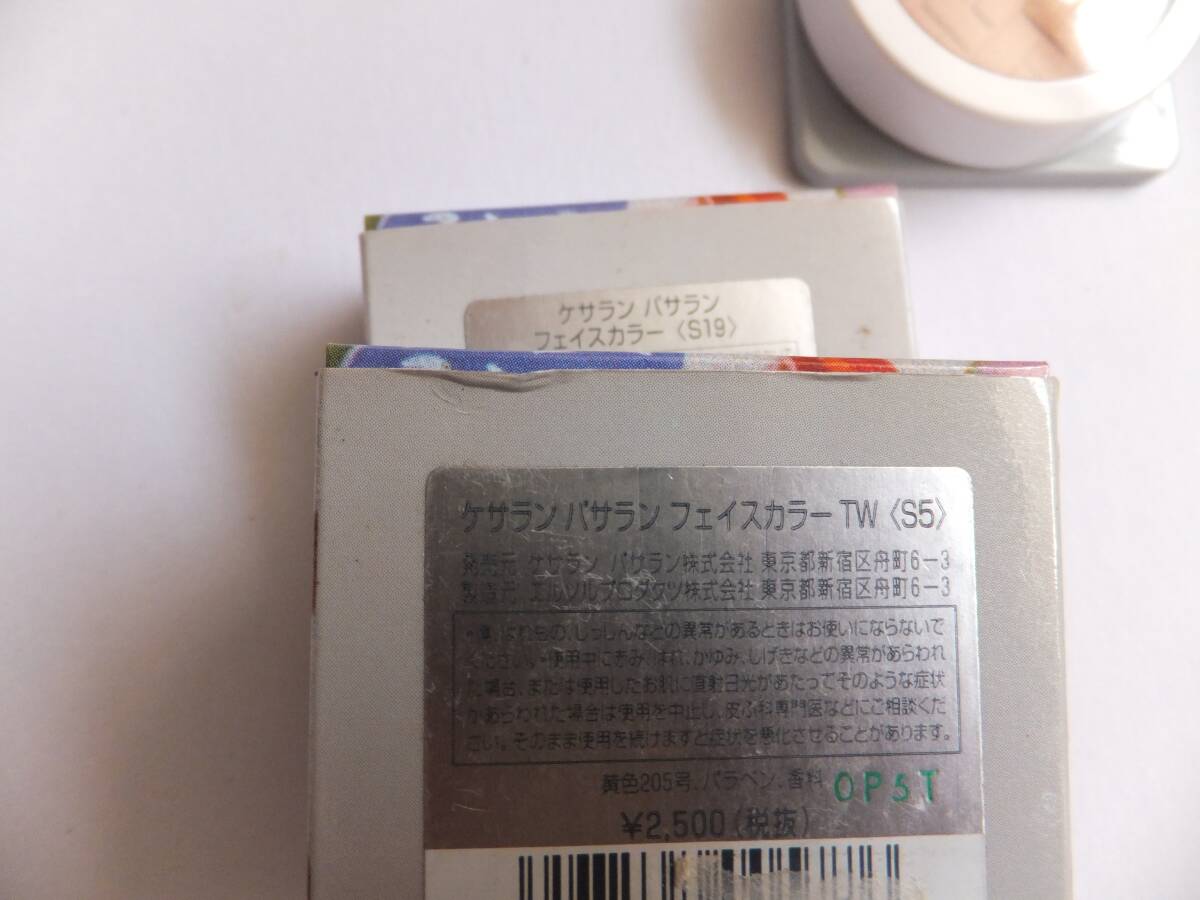 ケサラン パサラン
フェイスカラー〈S19〉
ケサラン パサラン フェイスカラー TW〈S5〉
発売元 ケサラン パサラン株式会社 東京都新宿区舟町6-3
製造元 エルソルプロダクツ株式会社 東京都新宿区舟町6-3
•傷、はれもの、しっしんなどの異常があるときはお使いにならないで
ください。•使用中に赤み、はれ、かゆみ、しげきなどの異常があらわれ
た場合、または使用したお肌に直射日光があたってそのような症状
があらわれた場合は使用を中止し、皮ふ科専門医などにご相談くだ
さい。そのまま使用を続けますと症状を悪化させることがあります。
黄色205号、パラベン、香料 OP5T
¥2,500(税抜)